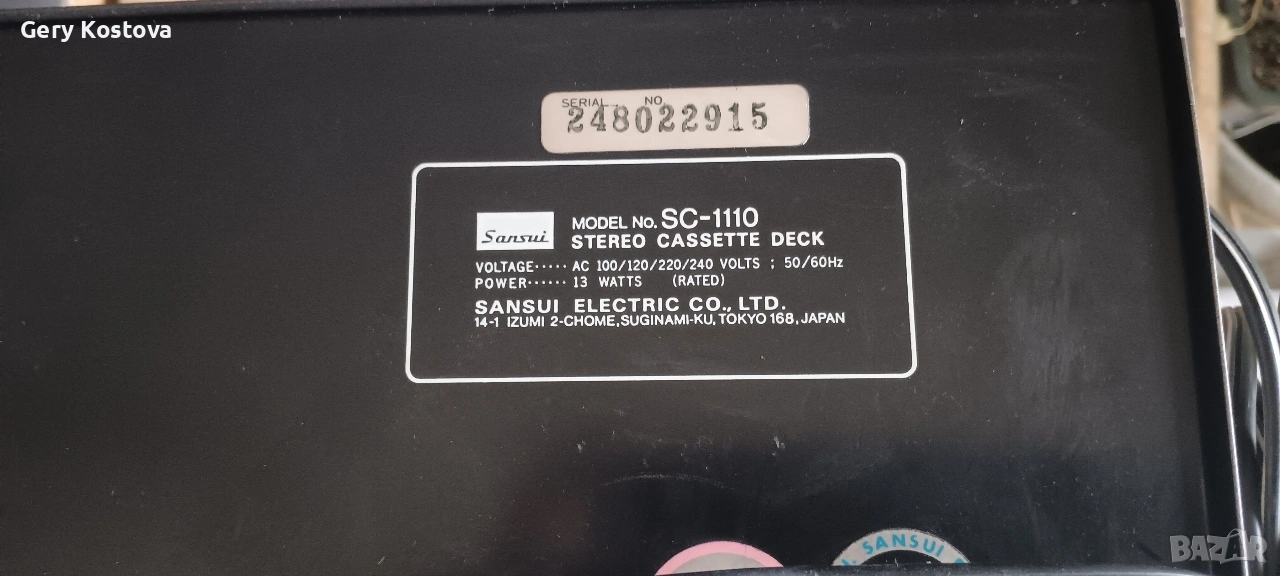 Gery Kostova
SERIAL NO
248022915
Sansui
MODEL No. SC-1110
STEREO CASSETTE DECK
VOLTAGE····· AC 100/120/220/240 VOLTS ; 50/60Hz
POWER······ 13 WATTS (RATED)
SANSUI ELECTRIC CO., LTD.
14-1 IZUMI 2-CHOME, SUGINAMI-KU, TOKYO 168, JAPAN
SANSUI
BAZAR